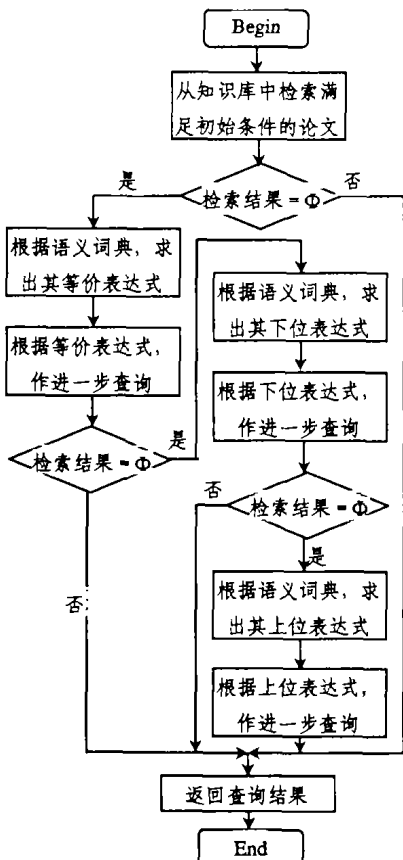 Begin
从知识库中检索满
足初始条件的论文
是
否
检索结果 = Φ
根据语义词典，求
出其等价表达式
根据等价表达式，
作进一步查询
是
检索结果 = Φ
否
根据语义词典，求
出其下位表达式
根据下位表达式，
作进一步查询
否
检索结果 = Φ
是
根据语义词典，求
出其上位表达式
根据上位表达式，
作进一步查询
返回查询结果
End